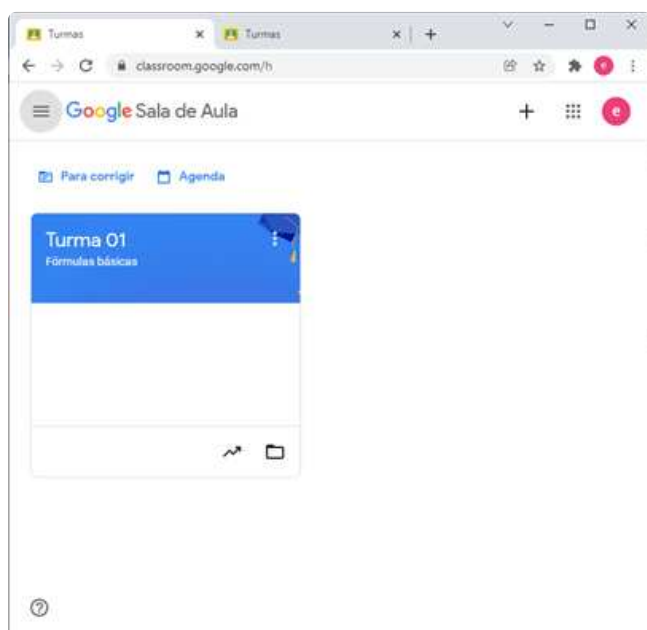 Turmas
Turmas
classroom.google.com/h
e
Google Sala de Aula
e
Para corrigir
Agenda
Turma 01
Fórmulas básicas